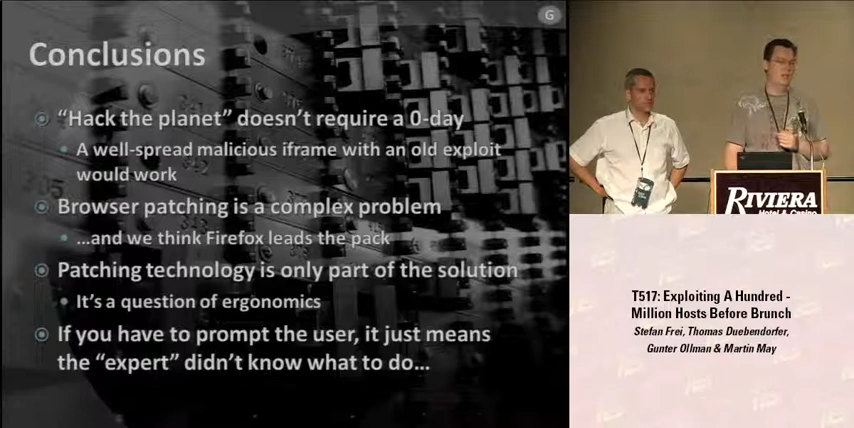 G
Conclusions
“Hack the planet” doesn’t require a 0-day
A well-spread malicious iframe with an old exploit
would work
Browser patching is a complex problem
…and we think Firefox leads the pack
Patching technology is only part of the solution
It’s a question of ergonomics
If you have to prompt the user, it just means
the “expert” didn’t know what to do…
RIVIERA
Hotel & Casino
T517: Exploiting A Hundred -
Million Hosts Before Brunch
Stefan Frei, Thomas Duebendorfer,
Gunter Ollman & Martin May